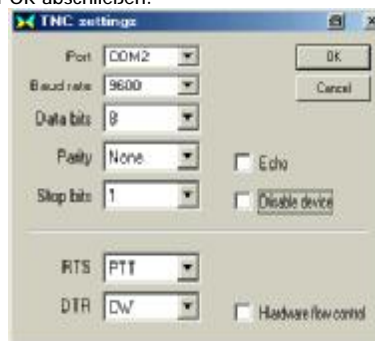 OK abschließen.
TNC settings
Port COM2
OK
Baud rate 9600
Cancel
Data bits 8
Parity None
Echo
Stop bits 1
Disable device
RTS PTT
DTR CW
Hardware flow control